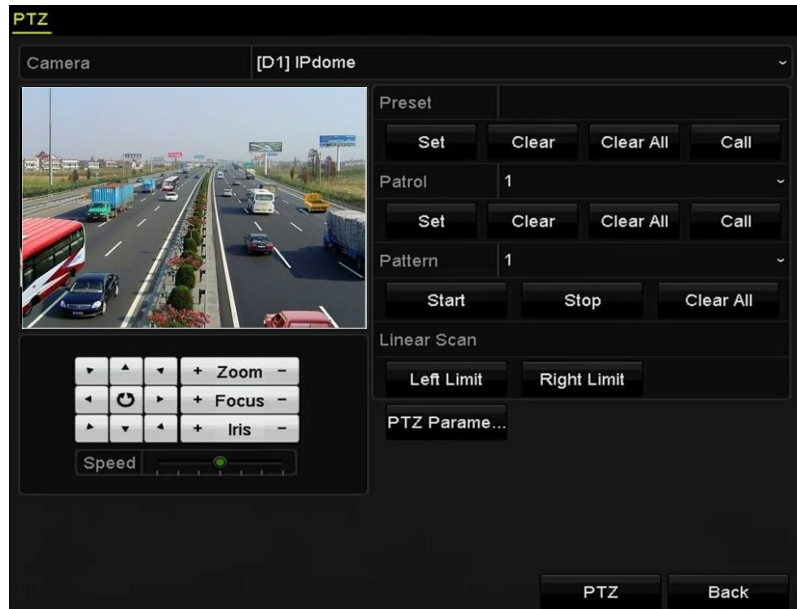 PTZ
Camera [D1] IPdome
Preset
Set Clear Clear All Call
Patrol 1
Set Clear Clear All Call
Pattern 1
Start Stop Clear All
Linear Scan
Left Limit Right Limit
PTZ Parame...
+ Zoom -
+ Focus -
+ Iris -
Speed
PTZ Back